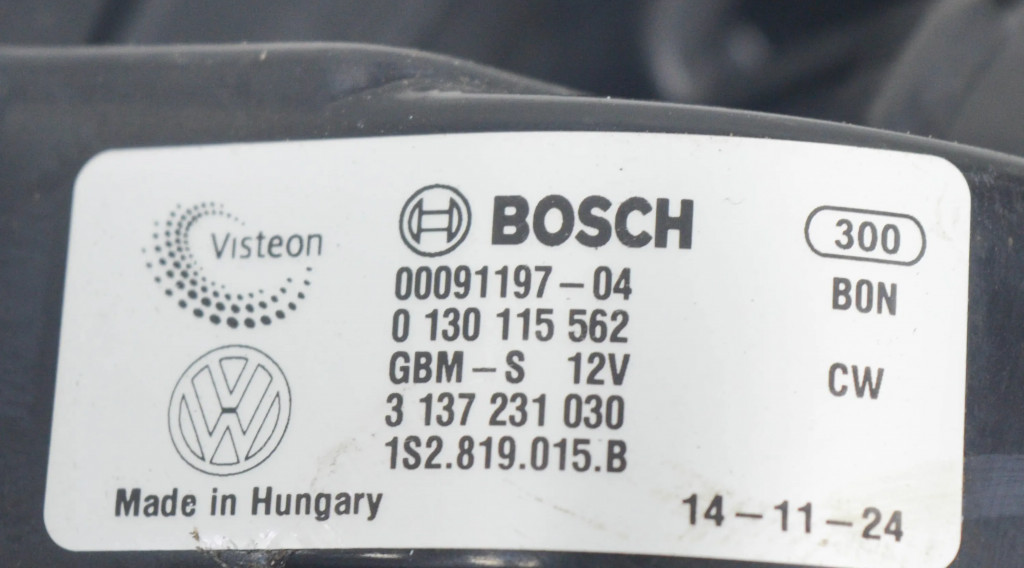 Visteon
BOSCH
300
00091197-04
BON
0 130 115 562
GBM-S 12V
CW
3 137 231 030
1S2.819.015.B
Made in Hungary
14-11-24